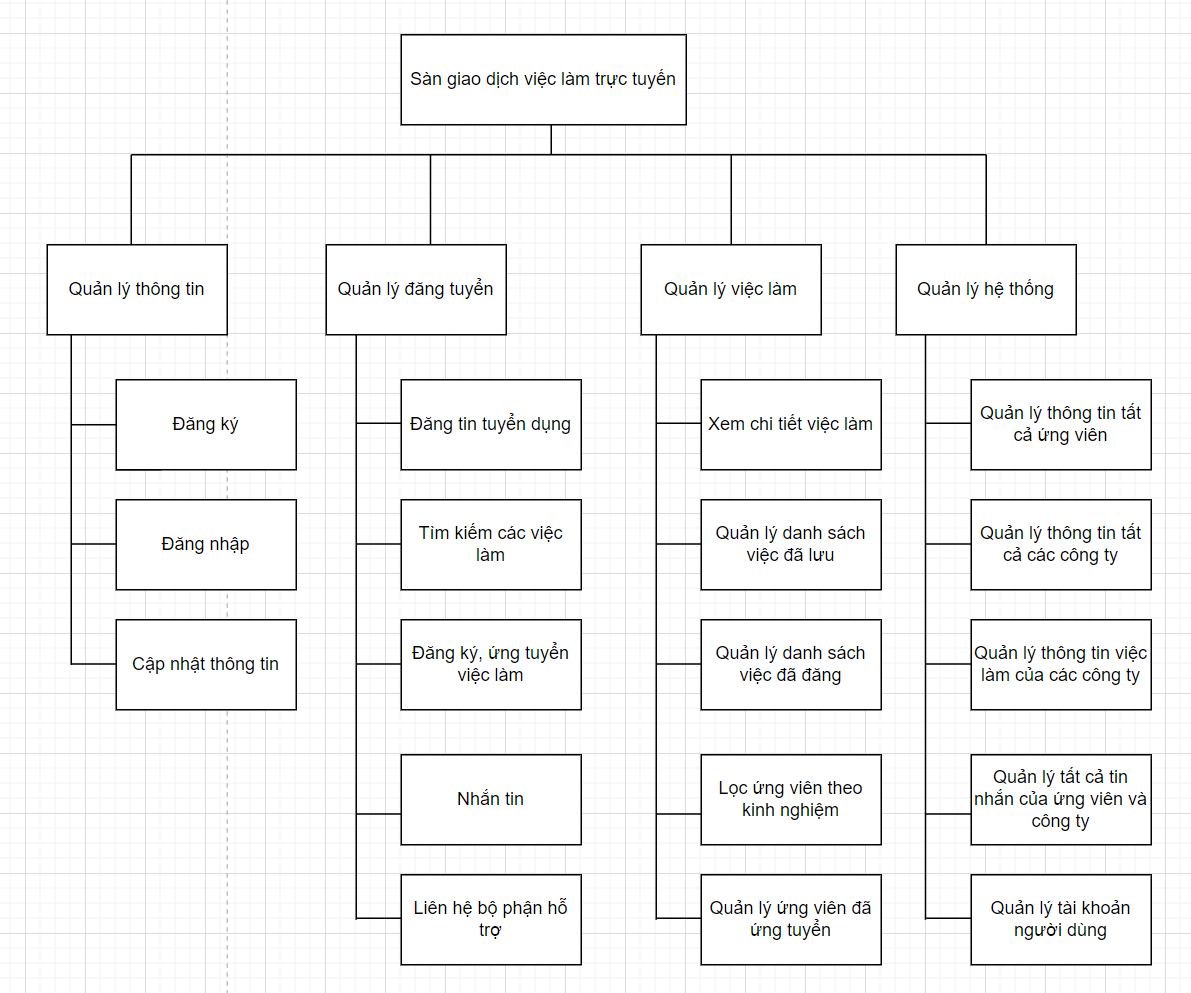 Sàn giao dịch việc làm trực tuyến
Quản lý thông tin
Quản lý đăng tuyển
Quản lý việc làm
Quản lý hệ thống
Đăng ký
Đăng nhập
Cập nhật thông tin
Đăng tin tuyển dụng
Tìm kiếm các việc
làm
Đăng ký, ứng tuyển
việc làm
Nhắn tin
Liên hệ bộ phận hỗ
trợ
Xem chi tiết việc làm
Quản lý danh sách
việc đã lưu
Quản lý danh sách
việc đã đăng
Lọc ứng viên theo
kinh nghiệm
Quản lý ứng viên đã
ứng tuyển
Quản lý thông tin tất
cả ứng viên
Quản lý thông tin tất
cả các công ty
Quản lý thông tin việc
làm của các công ty
Quản lý tất cả tin
nhắn của ứng viên và
công ty
Quản lý tài khoản
người dùng